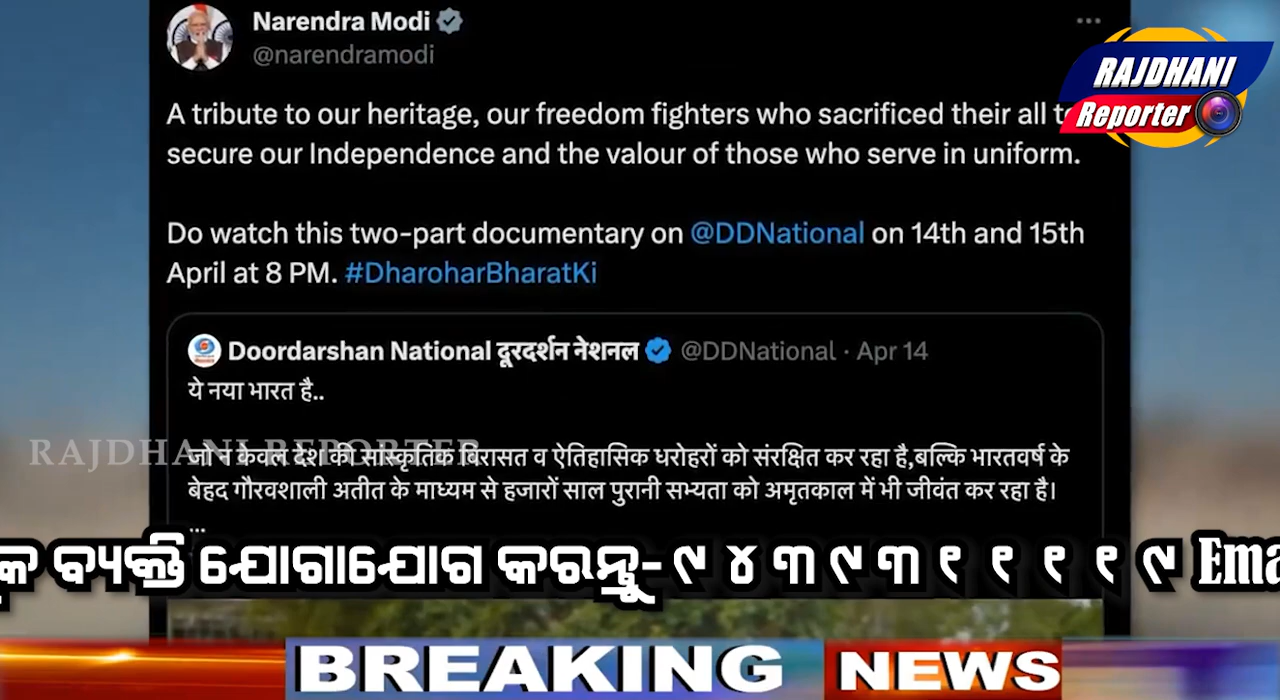 Narendra Modi
@narendramodi
RAJDHANI
Reporter
A tribute to our heritage, our freedom fighters who sacrificed their all to
secure our Independence and the valour of those who serve in uniform.
Do watch this two-part documentary on @DDNational on 14th and 15th
April at 8 PM. #DharoharBharatKi
Doordarshan National दूरदर्शन नेशनल @DDNational · Apr 14
ये नया भारत है..
RAJDHANI REPORTER
जो न केवल देश की सांस्कृतिक विरासत व ऐतिहासिक धरोहरों को संरक्षित कर रहा है,बल्कि भारतवर्ष के
बेहद गौरवशाली अतीत के माध्यम से हजारों साल पुरानी सभ्यता को अमृतकाल में भी जीवंत कर रहा है।
...
ବ୍ୟକ୍ତି ଯୋଗାଯୋଗ କରନ୍ତୁ- ୯ ୪ ୩ ୯ ୩ ୧ ୧ ୧ ୧ ୯
BREAKING NEWS